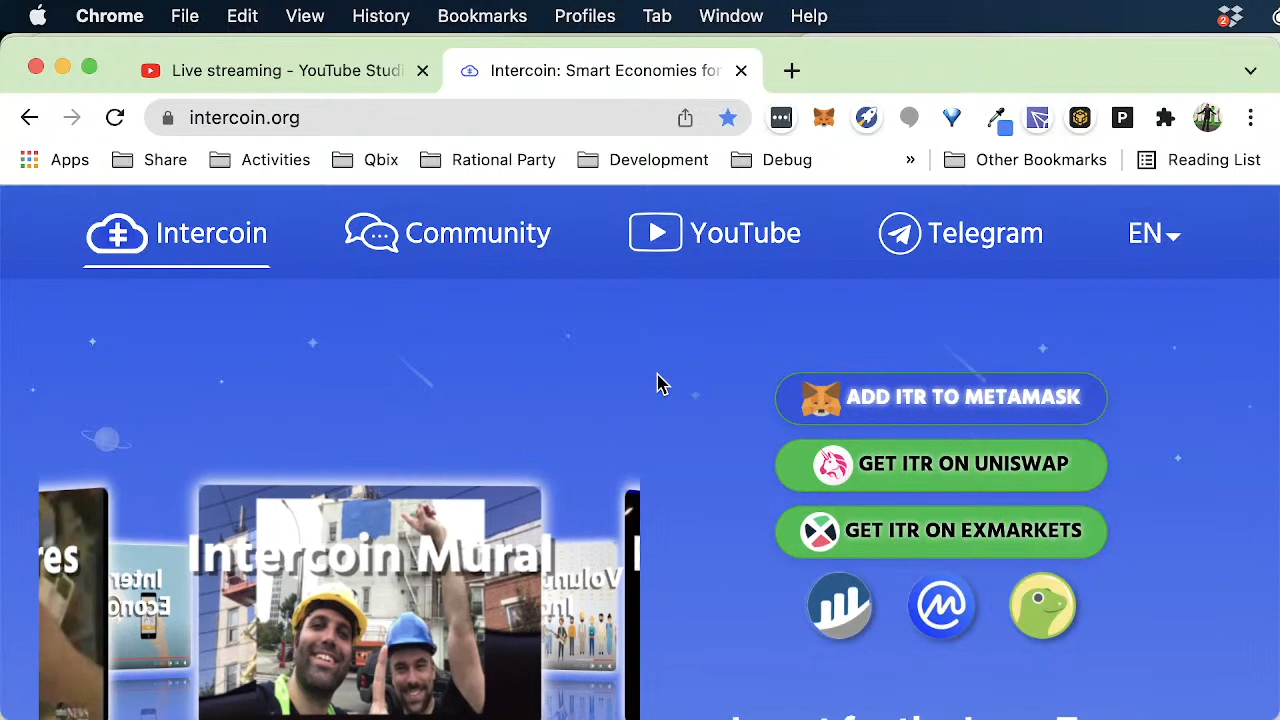 Chrome File Edit View History Bookmarks Profiles Tab Window Help
2
Live streaming - YouTube Studi
Intercoin: Smart Economies for
intercoin.org
P
Apps Share Activities Qbix Rational Party Development Debug » Other Bookmarks Reading List
Intercoin Community YouTube Telegram EN
ADD ITR TO METAMASK
GET ITR ON UNISWAP
GET ITR ON EXMARKETS
res
Intercoin Mural